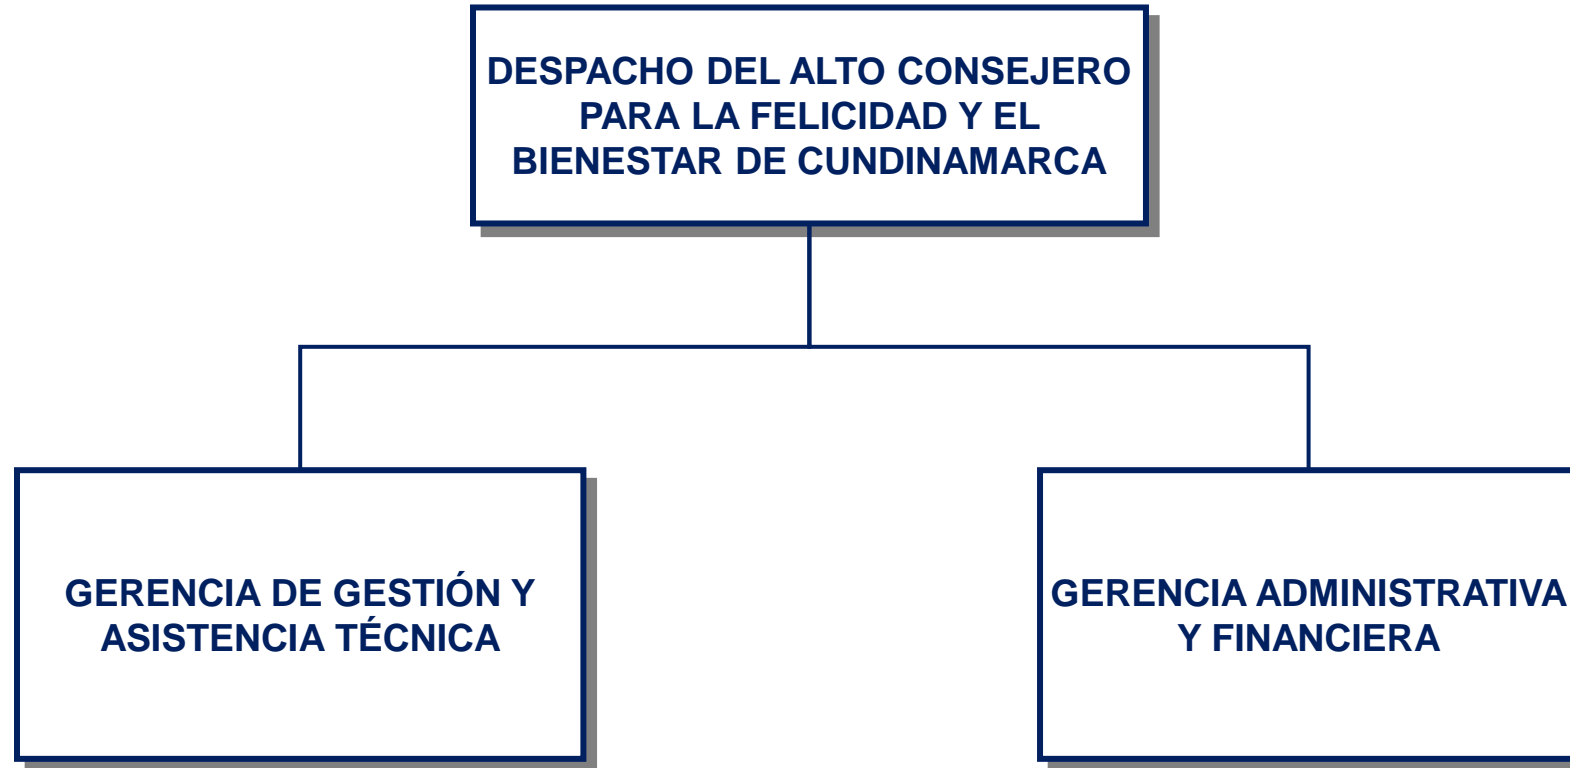 DESPACHO DEL ALTO CONSEJERO
PARA LA FELICIDAD Y EL
BIENESTAR DE CUNDINAMARCA
GERENCIA DE GESTIÓN Y
ASISTENCIA TÉCNICA
GERENCIA ADMINISTRATIVA
Y FINANCIERA